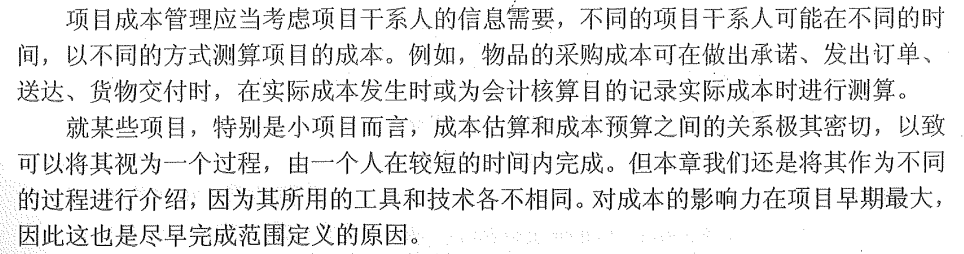 项目成本管理应当考虑项目干系人的信息需要，不同的项目干系人可能在不同的时
间，以不同的方式测算项目的成本。例如，物品的采购成本可在做出承诺、发出订单、
送达、货物交付时，在实际成本发生时或为会计核算目的记录实际成本时进行测算。
就某些项目，特别是小项目而言，成本估算和成本预算之间的关系极其密切，以致
可以将其视为一个过程，由一个人在较短的时间内完成。但本章我们还是将其作为不同
的过程进行介绍，因为其所用的工具和技术各不相同。对成本的影响力在项目早期最大，
因此这也是尽早完成范围定义的原因。